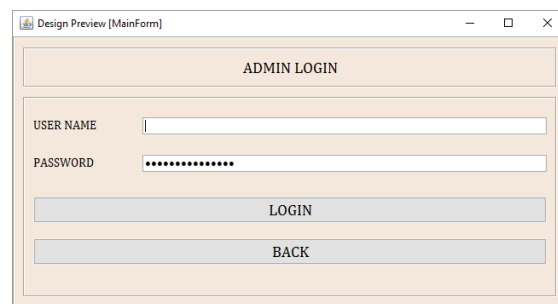 Design Preview [MainForm]
ADMIN LOGIN
USER NAME
PASSWORD •••••••••••••••
LOGIN
BACK